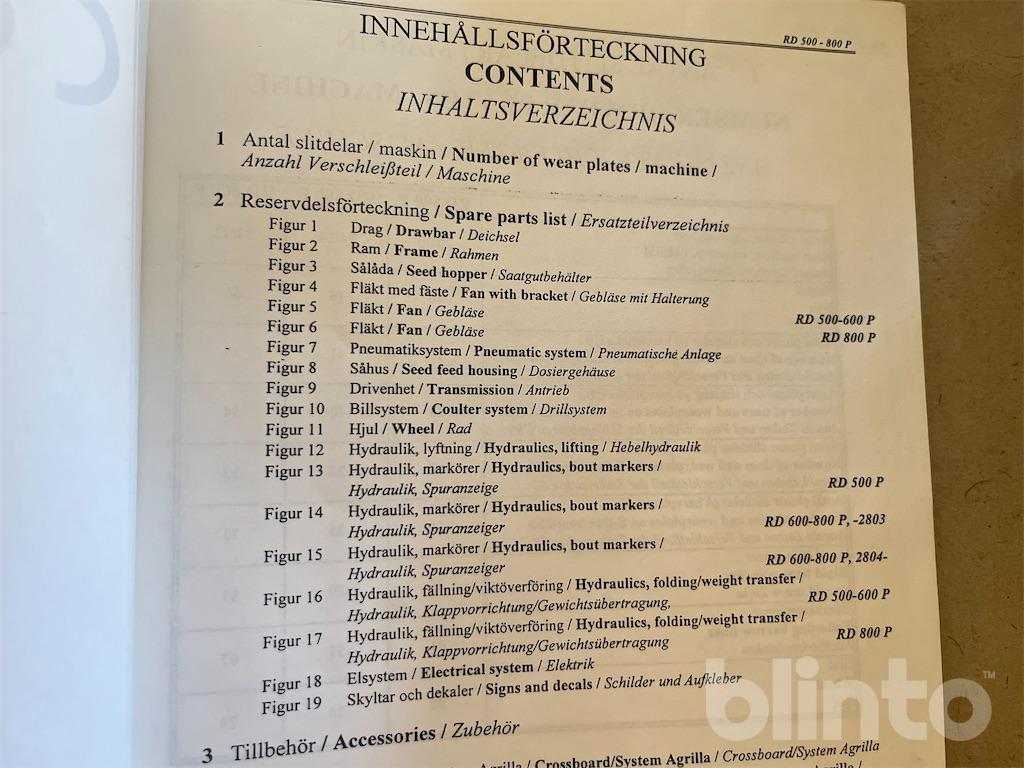 RD 500 - 800 P
INNEHÅLLSFÖRTECKNING
CONTENTS
INHALTSVERZEICHNIS
1 Antal slitdelar / maskin / Number of wear plates / machine /
Anzahl Verschleißteil / Maschine
2 Reservdelsförteckning / Spare parts list / Ersatzteilverzeichnis
Figur 1 Drag / Drawbar / Deichsel
Figur 2 Ram / Frame / Rahmen
Figur 3 Sålåda / Seed hopper / Saatgutbehälter
Figur 4 Fläkt med fäste / Fan with bracket / Gebläse mit Halterung
Figur 5 Fläkt / Fan / Gebläse RD 500-600 P
Figur 6 Fläkt / Fan / Gebläse RD 800 P
Figur 7 Pneumatiksystem / Pneumatic system / Pneumatische Anlage
Figur 8 Såhus / Seed feed housing / Dosiergehäuse
Figur 9 Drivenhet / Transmission / Antrieb
Figur 10 Billsystem / Coulter system / Drillsystem
Figur 11 Hjul / Wheel / Rad
Figur 12 Hydraulik, lyftning / Hydraulics, lifting / Hebelhydraulik
Figur 13 Hydraulik, markörer / Hydraulics, bout markers /
Hydraulik, Spuranzeige RD 500 P
Figur 14 Hydraulik, markörer / Hydraulics, bout markers /
Hydraulik, Spuranzeiger RD 600-800 P, -2803
Figur 15 Hydraulik, markörer / Hydraulics, bout markers /
Hydraulik, Spuranzeiger RD 600-800 P, 2804-
Figur 16 Hydraulik, fällning/viktöverföring / Hydraulics, folding/weight transfer /
Hydraulik, Klappvorrichtung/Gewichtsübertragung, RD 500-600 P
Figur 17 Hydraulik, fällning/viktöverföring / Hydraulics, folding/weight transfer /
Hydraulik, Klappvorrichtung/Gewichtsübertragung RD 800 P
Figur 18 Elsystem / Electrical system / Elektrik
Figur 19 Skyltar och dekaler / Signs and decals / Schilder und Aufkleber
3 Tillbehör / Accessories / Zubehör
Agrilla / Crossboard/System Agrilla / Crossboard/System Agrilla
blinto™